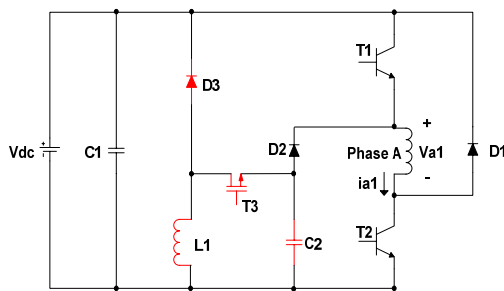 T1
D3
+
Vdc
C1
D2
Phase A
Va1
D1
ia1
-
T3
T2
L1
C2